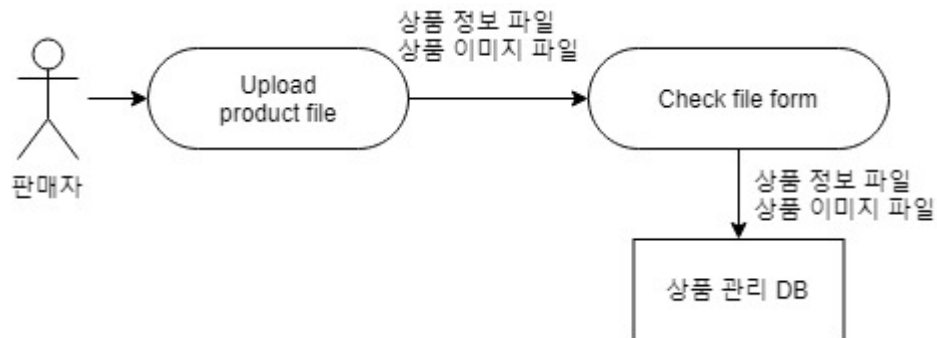 상품 정보 파일
상품 이미지 파일
Upload
product file
Check file form
판매자
상품 정보 파일
상품 이미지 파일
상품 관리 DB